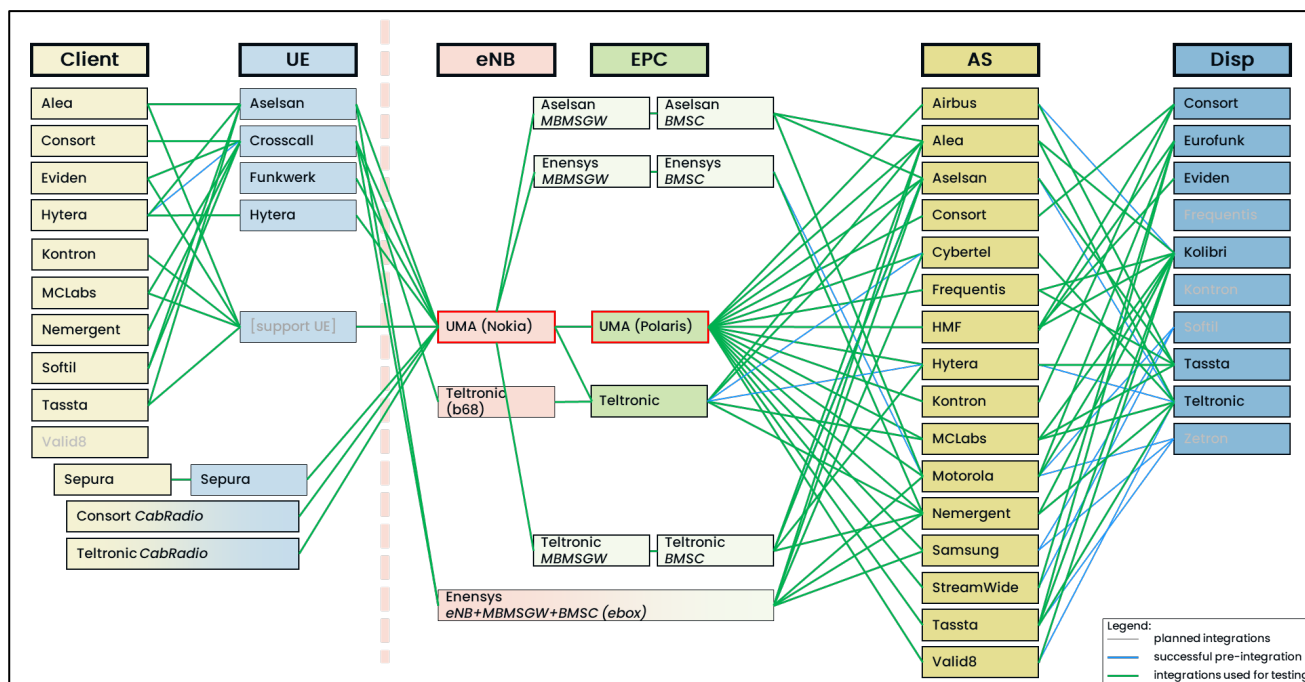 Client
UE
eNB
EPC
AS
Disp
Alea
Consort
Eviden
Hytera
Kontron
MCLabs
Nemergent
Softil
Tassta
Valid8
Sepura
Sepura
Consort CabRadio
Teltronic CabRadio
Aselsan
Crosscall
Funkwerk
Hytera
[support UE]
Aselsan
MBMSGW
Aselsan
BMSC
Enensys
MBMSGW
Enensys
BMSC
UMA (Nokia)
UMA (Polaris)
Teltronic
(b68)
Teltronic
Teltronic
MBMSGW
Teltronic
BMSC
Enensys
eNB+MBMSGW+BMSC (ebox)
Airbus
Alea
Aselsan
Consort
Cybertel
Frequentis
HMF
Hytera
Kontron
MCLabs
Motorola
Nemergent
Samsung
StreamWide
Tassta
Valid8
Consort
Eurofunk
Eviden
Frequentis
Kolibri
Kontron
Softil
Tassta
Teltronic
Zetron
Legend:
planned integrations
successful pre-integration
integrations used for testing